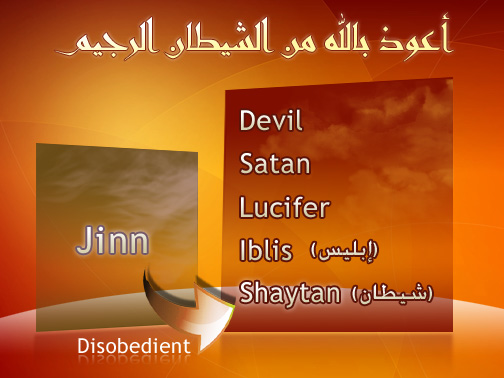 أعوذ بالله من الشيطان الرجيم
Devil
Satan
Lucifer
Iblis (إبليس)
Shaytan (شيطان)
Jinn
Disobedient